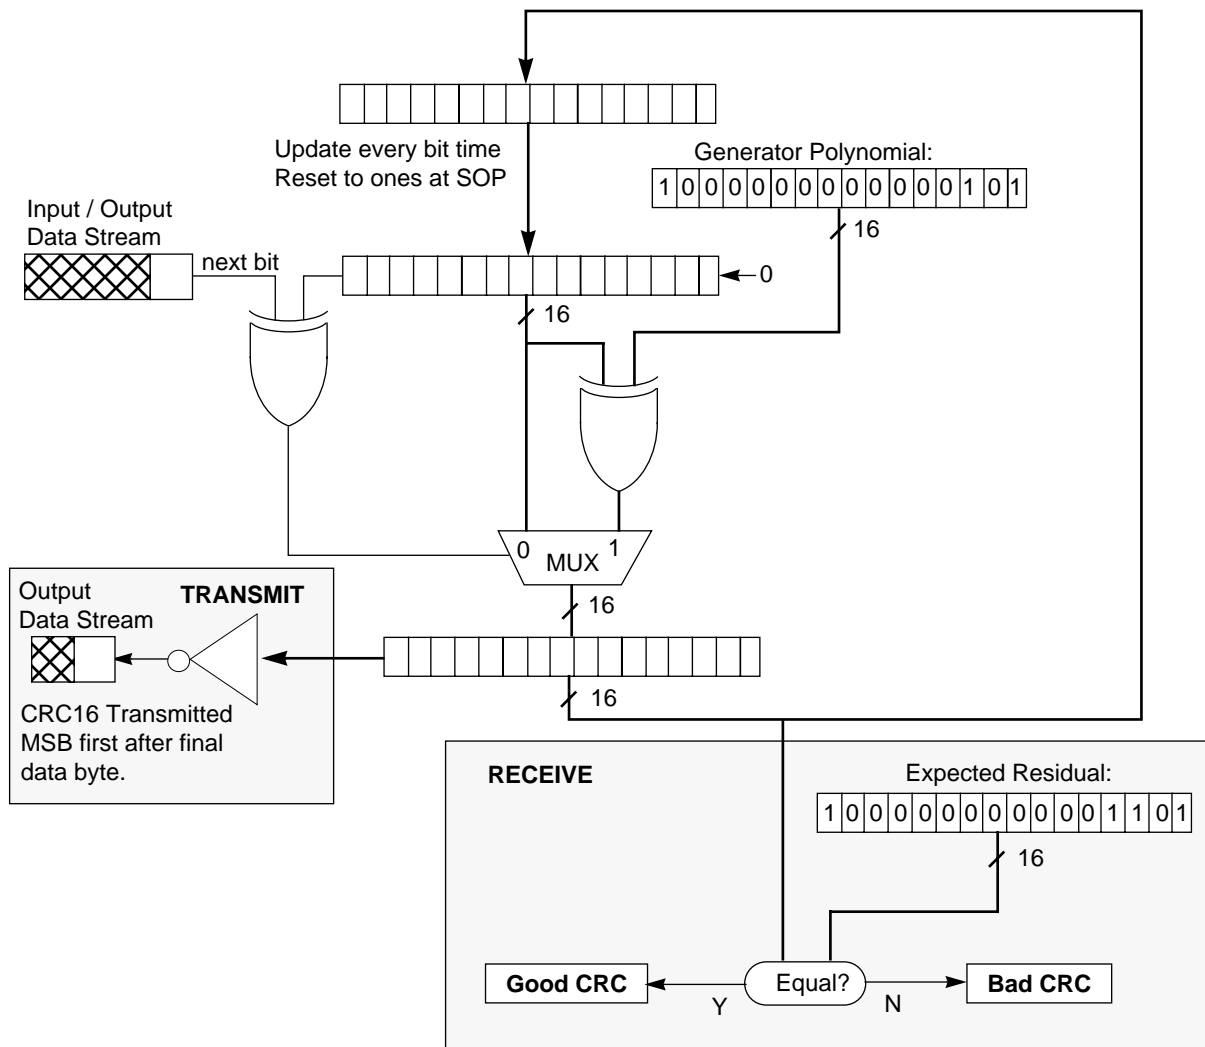 Update every bit time
Reset to ones at SOP
Generator Polynomial:
1 0 0 0 0 0 0 0 0 0 0 0 0 1 0 1
16
Input / Output
Data Stream
next bit
0
16
0
1
MUX
16
Output
Data Stream
TRANSMIT
CRC16 Transmitted
MSB first after final
data byte.
16
RECEIVE
Expected Residual:
1 0 0 0 0 0 0 0 0 0 0 0 1 1 0 1
16
Good CRC
Y
Equal?
N
Bad CRC